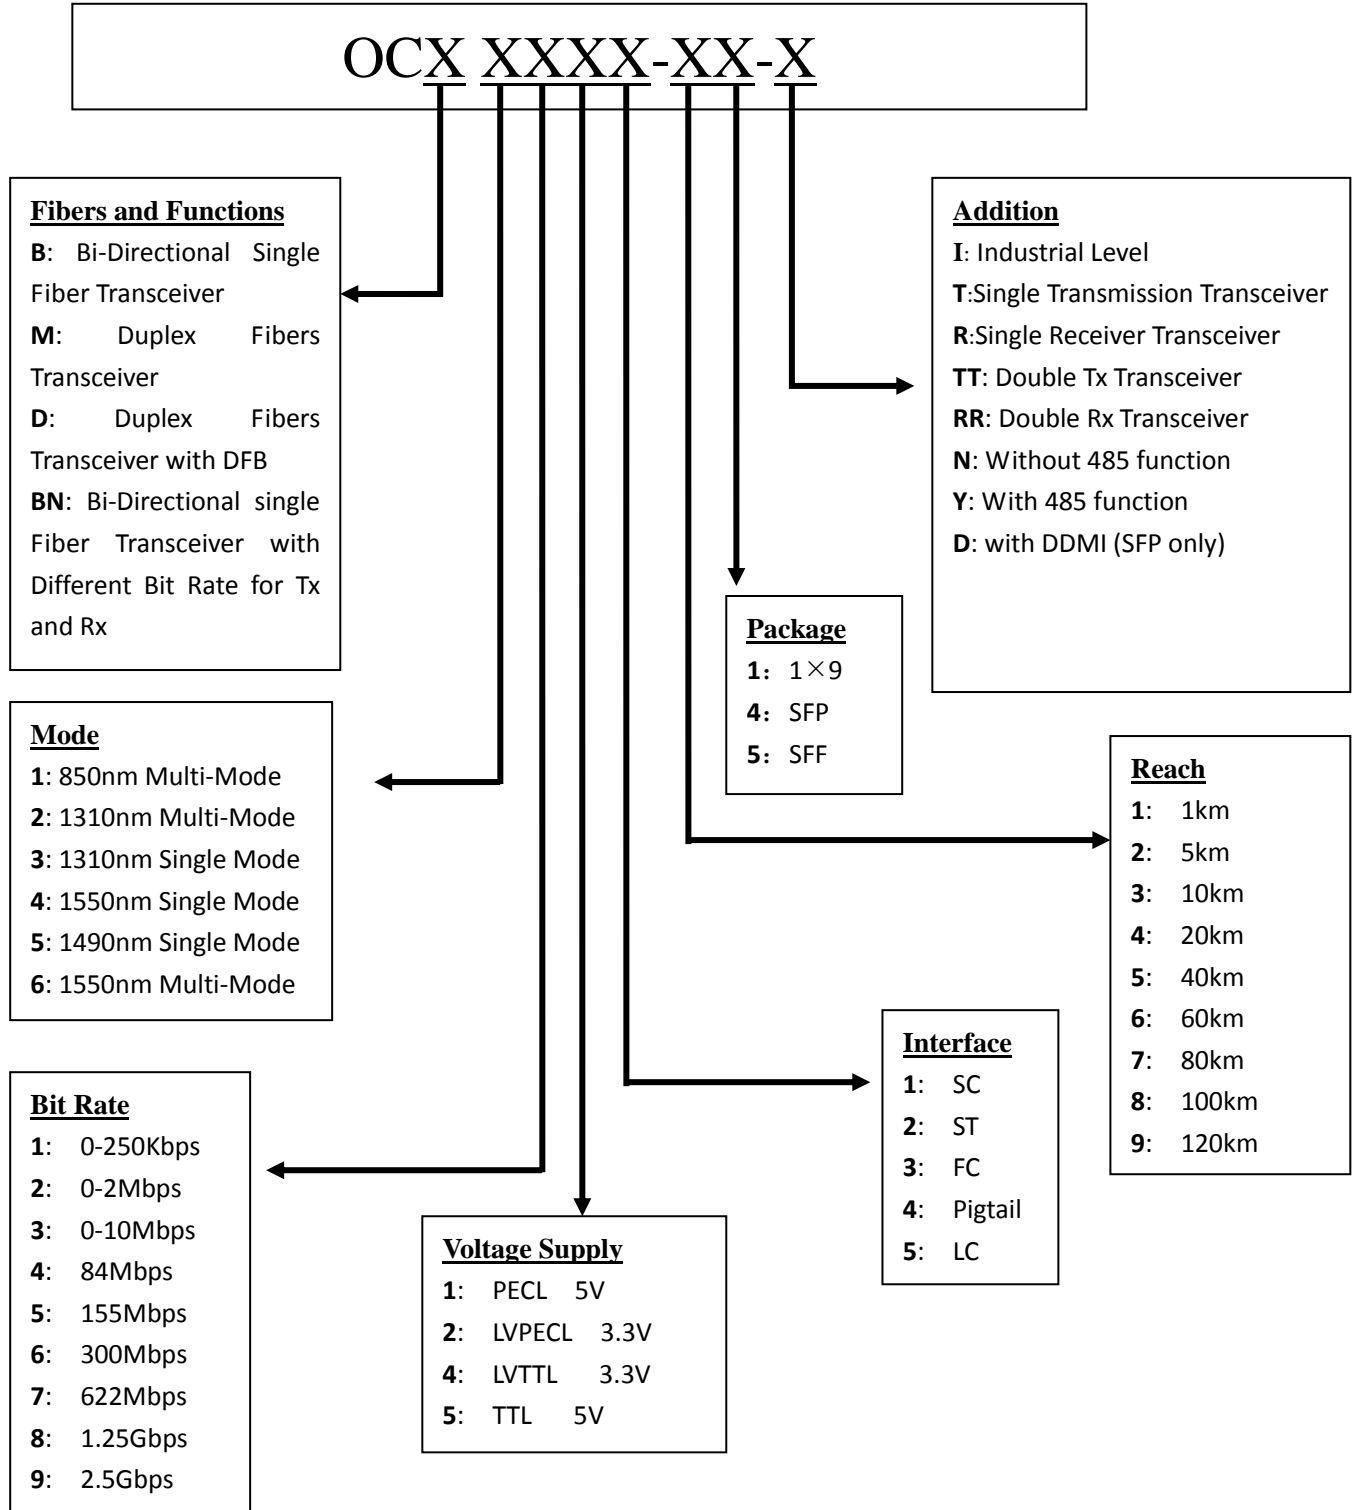 OCX XXXX-XX-X
Fibers and Functions
B: Bi-Directional Single
Fiber Transceiver
M: Duplex Fibers
Transceiver
D: Duplex Fibers
Transceiver with DFB
BN: Bi-Directional single
Fiber Transceiver with
Different Bit Rate for Tx
and Rx
Addition
I: Industrial Level
T:Single Transmission Transceiver
R:Single Receiver Transceiver
TT: Double Tx Transceiver
RR: Double Rx Transceiver
N: Without 485 function
Y: With 485 function
D: with DDMI (SFP only)
Package
1： 1×9
4： SFP
5： SFF
Mode
1: 850nm Multi-Mode
2: 1310nm Multi-Mode
3: 1310nm Single Mode
4: 1550nm Single Mode
5: 1490nm Single Mode
6: 1550nm Multi-Mode
Reach
1: 1km
2: 5km
3: 10km
4: 20km
5: 40km
6: 60km
7: 80km
8: 100km
9: 120km
Interface
1: SC
2: ST
3: FC
4: Pigtail
5: LC
Bit Rate
1: 0-250Kbps
2: 0-2Mbps
3: 0-10Mbps
4: 84Mbps
5: 155Mbps
6: 300Mbps
7: 622Mbps
8: 1.25Gbps
9: 2.5Gbps
Voltage Supply
1: PECL 5V
2: LVPECL 3.3V
4: LVTTL 3.3V
5: TTL 5V